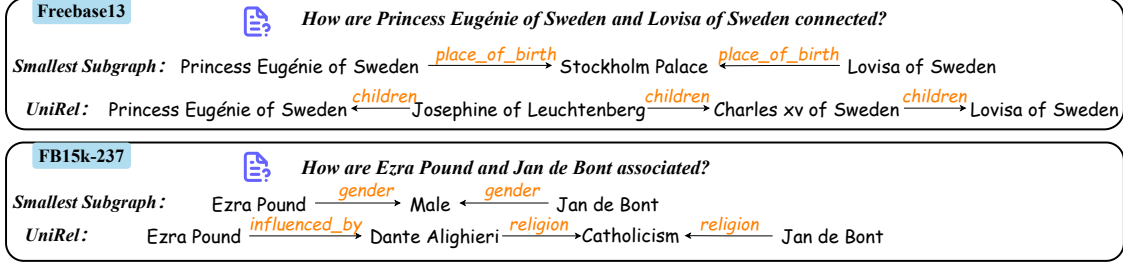 Freebase13
How are Princess Eugénie of Sweden and Lovisa of Sweden connected?
Smallest Subgraph: Princess Eugénie of Sweden place_of_birth Stockholm Palace place_of_birth Lovisa of Sweden
UniRel: Princess Eugénie of Sweden children Josephine of Leuchtenberg children Charles xv of Sweden children Lovisa of Sweden
FB15k-237
How are Ezra Pound and Jan de Bont associated?
Smallest Subgraph: Ezra Pound gender Male gender Jan de Bont
UniRel: Ezra Pound influenced_by Dante Alighieri religion Catholicism religion Jan de Bont